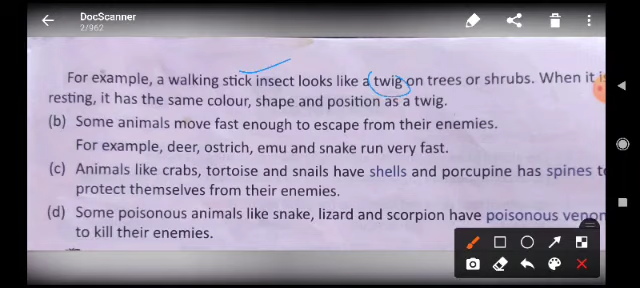 DocScanner
2/962
For example, a walking stick insect looks like a twig on trees or shrubs. When it is
resting, it has the same colour, shape and position as a twig.
(b) Some animals move fast enough to escape from their enemies.
For example, deer, ostrich, emu and snake run very fast.
(c) Animals like crabs, tortoise and snails have shells and porcupine has spines to
protect themselves from their enemies.
(d) Some poisonous animals like snake, lizard and scorpion have poisonous venom
to kill their enemies.